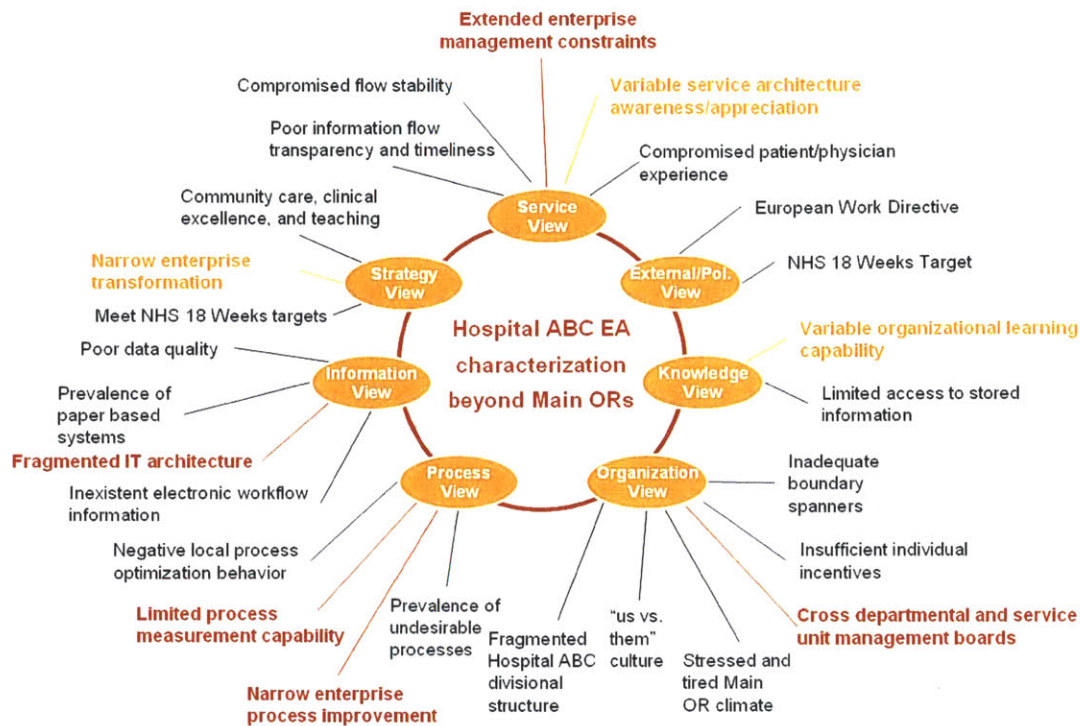 Extended enterprise
management constraints
Compromised flow stability
Variable service architecture
awareness/appreciation
Poor information flow
transparency and timeliness
Compromised patient/physician
experience
Community care, clinical
excellence, and teaching
Service
View
European Work Directive
Narrow enterprise
transformation
Strategy
View
External/Pol.
View
NHS 18 Weeks Target
Meet NHS 18 Weeks targets
Hospital ABC EA
characterization
beyond Main ORs
Variable organizational learning
capability
Poor data quality
Information
View
Knowledge
View
Prevalence of
paper based
systems
Limited access to stored
information
Fragmented IT architecture
Inexistent electronic workflow
information
Process
View
Organization
View
Inadequate
boundary
spanners
Negative local process
optimization behavior
Insufficient individual
incentives
Limited process
measurement capability
Prevalence of
undesirable
processes
Fragmented
Hospital ABC
divisional
structure
"us vs.
them"
culture
Stressed and
tired Main
OR climate
Cross departmental and service
unit management boards
Narrow enterprise
process improvement